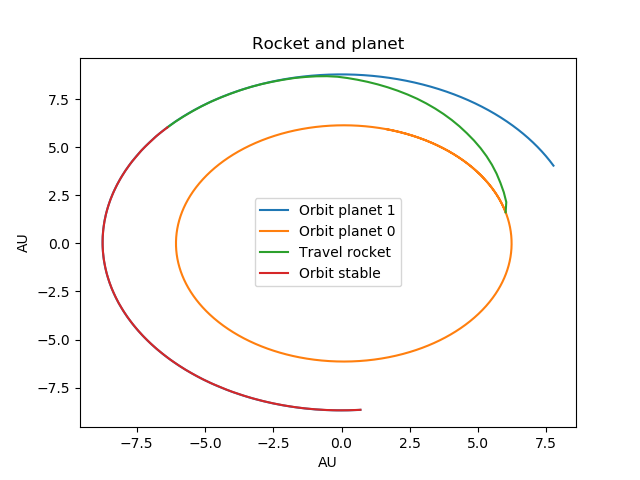 Rocket and planet
AU
7.5
5.0
2.5
0.0
−2.5
−5.0
−7.5
Orbit planet 1
Orbit planet 0
Travel rocket
Orbit stable
−7.5 −5.0 −2.5 0.0 2.5 5.0 7.5
AU